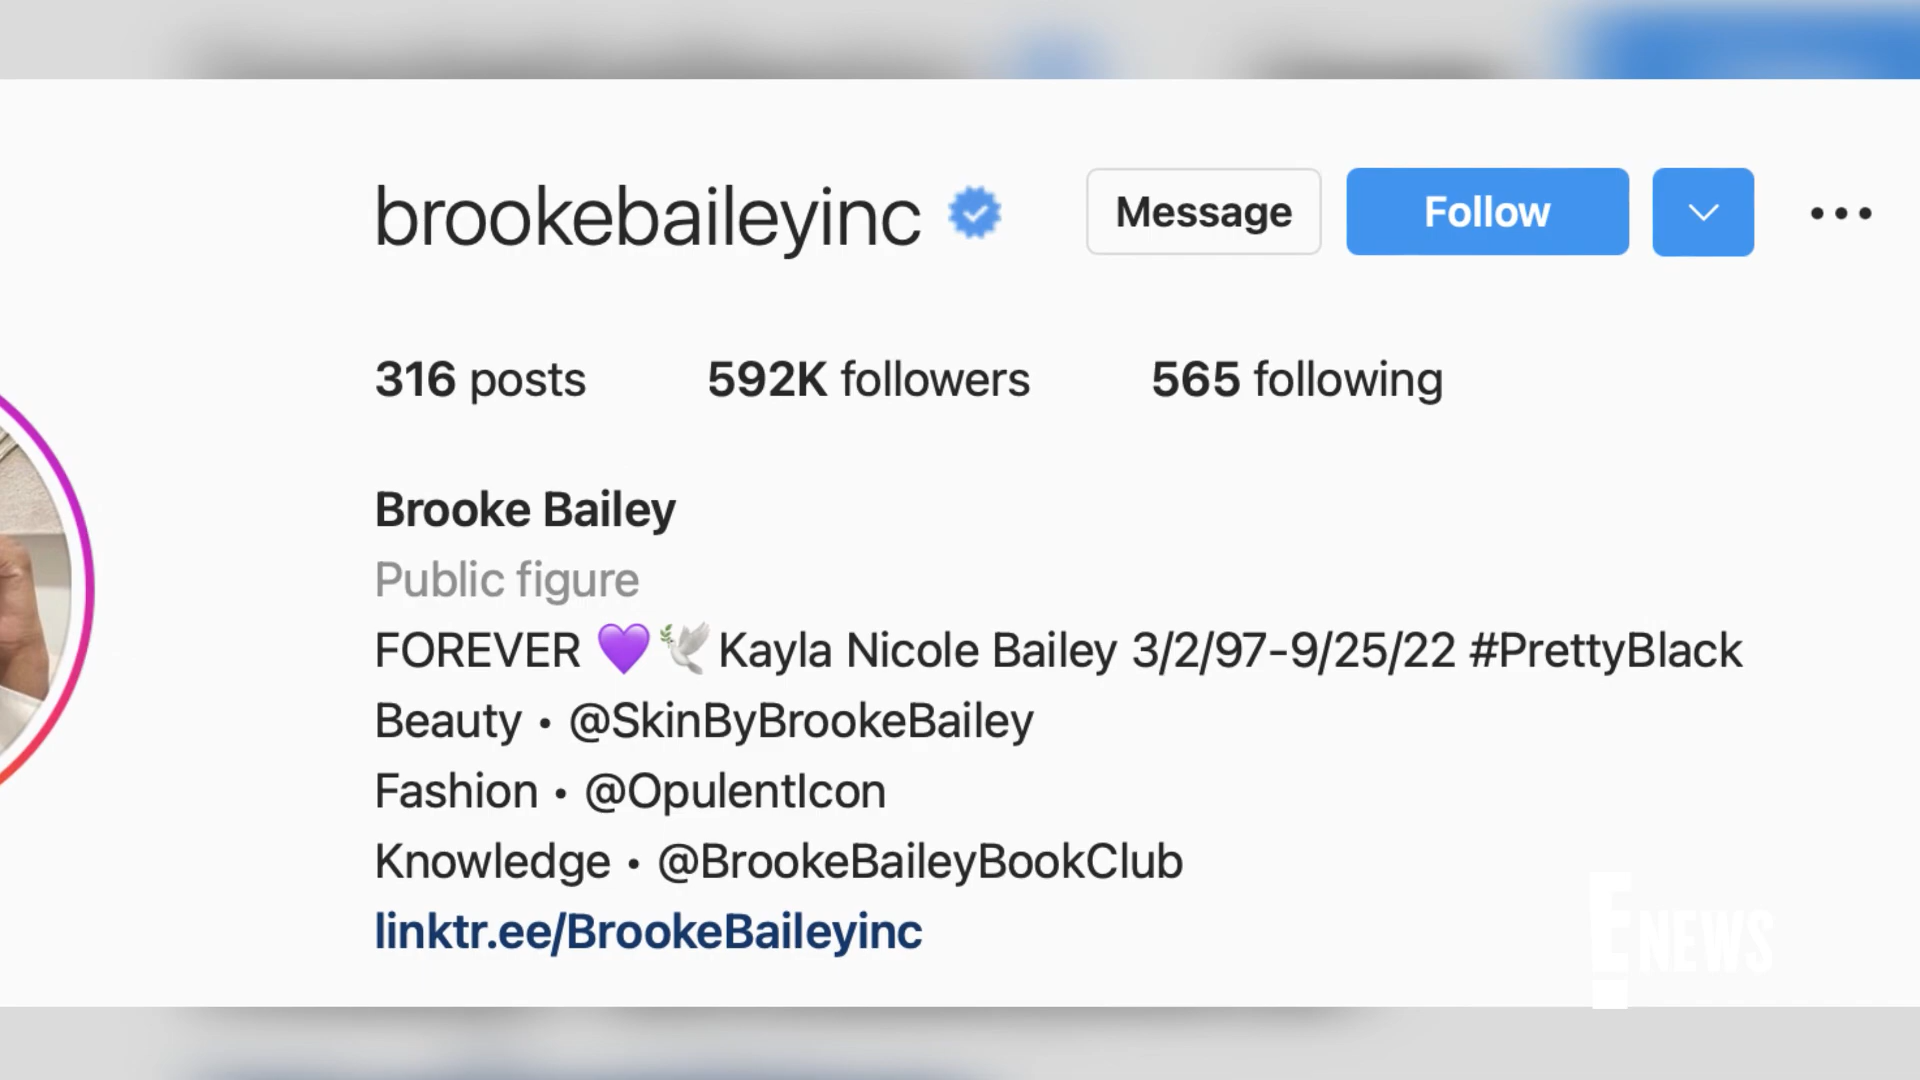 brookebaileyinc
Message
Follow
316 posts
592K followers
565 following
Brooke Bailey
Public figure
FOREVER 💜🕊️Kayla Nicole Bailey 3/2/97-9/25/22 #PrettyBlack
Beauty • @SkinByBrookeBailey
Fashion • @OpulentIcon
Knowledge • @BrookeBaileyBookClub
linktr.ee/BrookeBaileyinc
E! NEWS